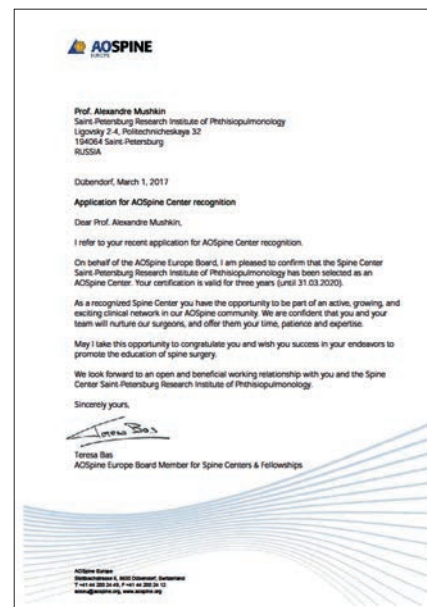 AOSPINE
EUROPE
Prof. Alexandre Mushkin
Saint-Petersburg Research Institute of Phthisiopulmonology
Ligovsky 2-4, Politechnicheskaya 32
194064 Saint-Petersburg
RUSSIA
Dübendorf, March 1, 2017
Application for AOSpine Center recognition
Dear Prof. Alexandre Mushkin,
I refer to your recent application for AOSpine Center recognition.
On behalf of the AOSpine Europe Board, I am pleased to confirm that the Spine Center
Saint-Petersburg Research Institute of Phthisiopulmonology has been selected as an
AOSpine Center. Your certification is valid for three years (until 31.03.2020).
As a recognized Spine Center you have the opportunity to be part of an active, growing, and
exciting clinical network in our AOSpine community. We are confident that you and your
team will nurture our surgeons, and offer them your time, patience and expertise.
May I take this opportunity to congratulate you and wish you success in your endeavors to
promote the education of spine surgery.
We look forward to an open and beneficial working relationship with you and the Spine
Center Saint-Petersburg Research Institute of Phthisiopulmonology.
Sincerely yours,
Teresa Bas
Teresa Bas
AOSpine Europe Board Member for Spine Centers & Fellowships
AOSpine Europe
Dübendorf, Switzerland
www.aospine.org